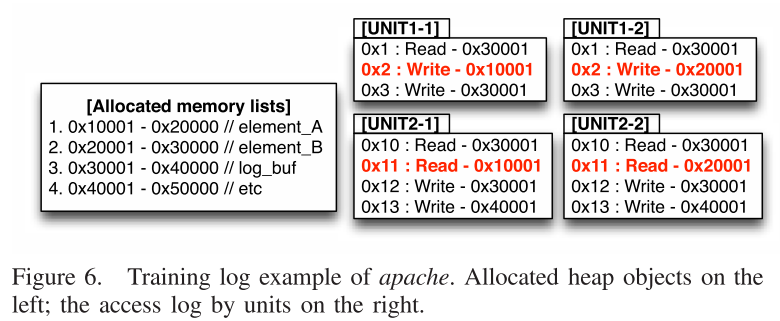 [Allocated memory lists]
1. 0x10001 - 0x20000 // element_A
2. 0x20001 - 0x30000 // element_B
3. 0x30001 - 0x40000 // log_buf
4. 0x40001 - 0x50000 // etc
[UNIT1-1]
0x1 : Read - 0x30001
0x2 : Write - 0x10001
0x3 : Write - 0x30001
[UNIT1-2]
0x1 : Read - 0x30001
0x2 : Write - 0x20001
0x3 : Write - 0x30001
[UNIT2-1]
0x10 : Read - 0x30001
0x11 : Read - 0x10001
0x12 : Write - 0x30001
0x13 : Write - 0x40001
[UNIT2-2]
0x10 : Read - 0x30001
0x11 : Read - 0x20001
0x12 : Write - 0x30001
0x13 : Write - 0x40001
Figure 6. Training log example of apache. Allocated heap objects on the
left; the access log by units on the right.